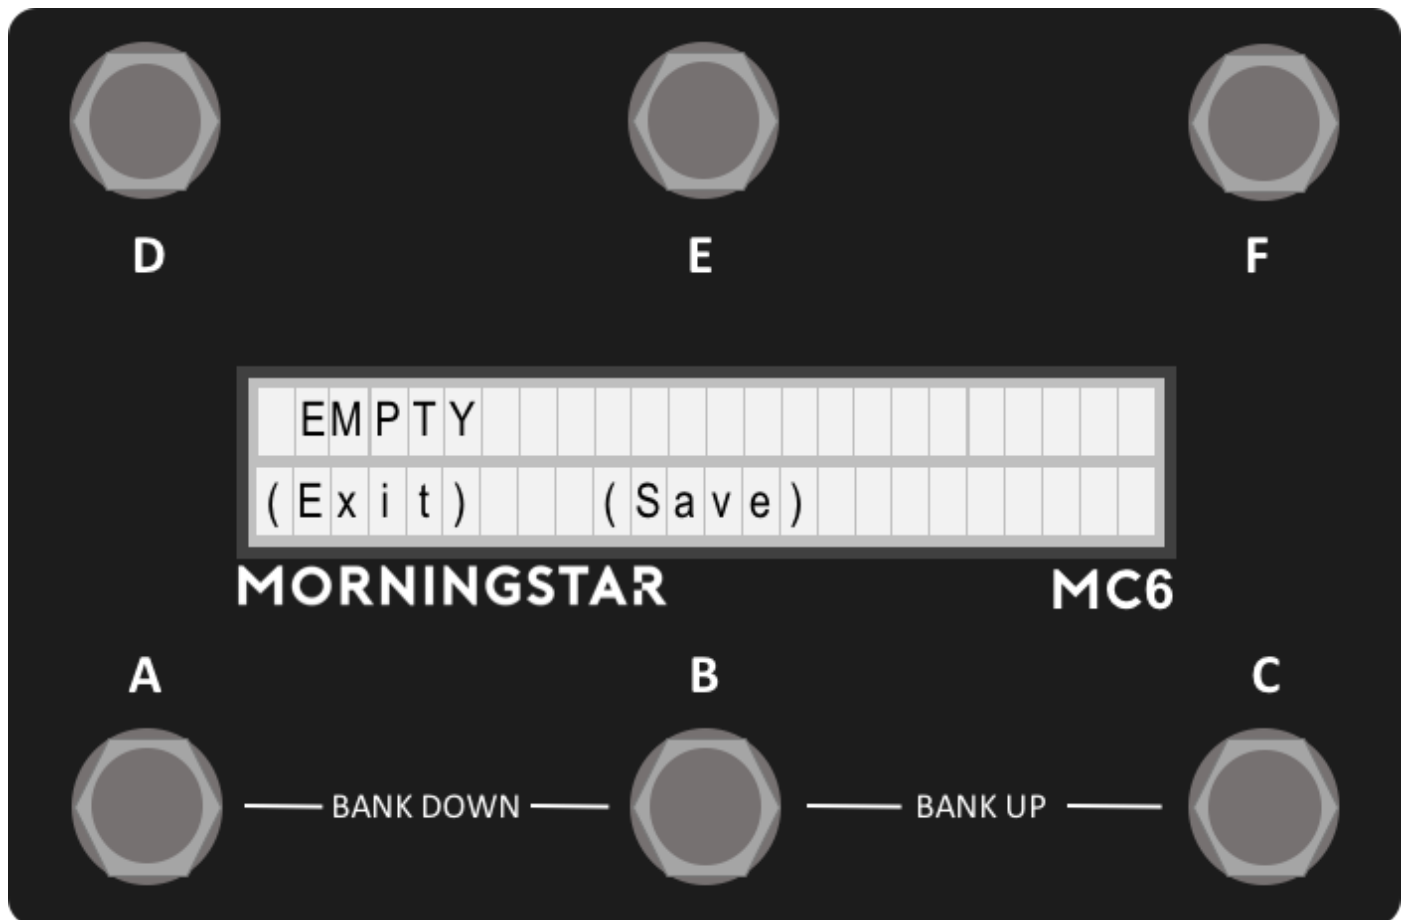 D E F
EMPTY
(Exit) (Save)
MORNINGSTAR MC6
A B C
BANK DOWN BANK UP